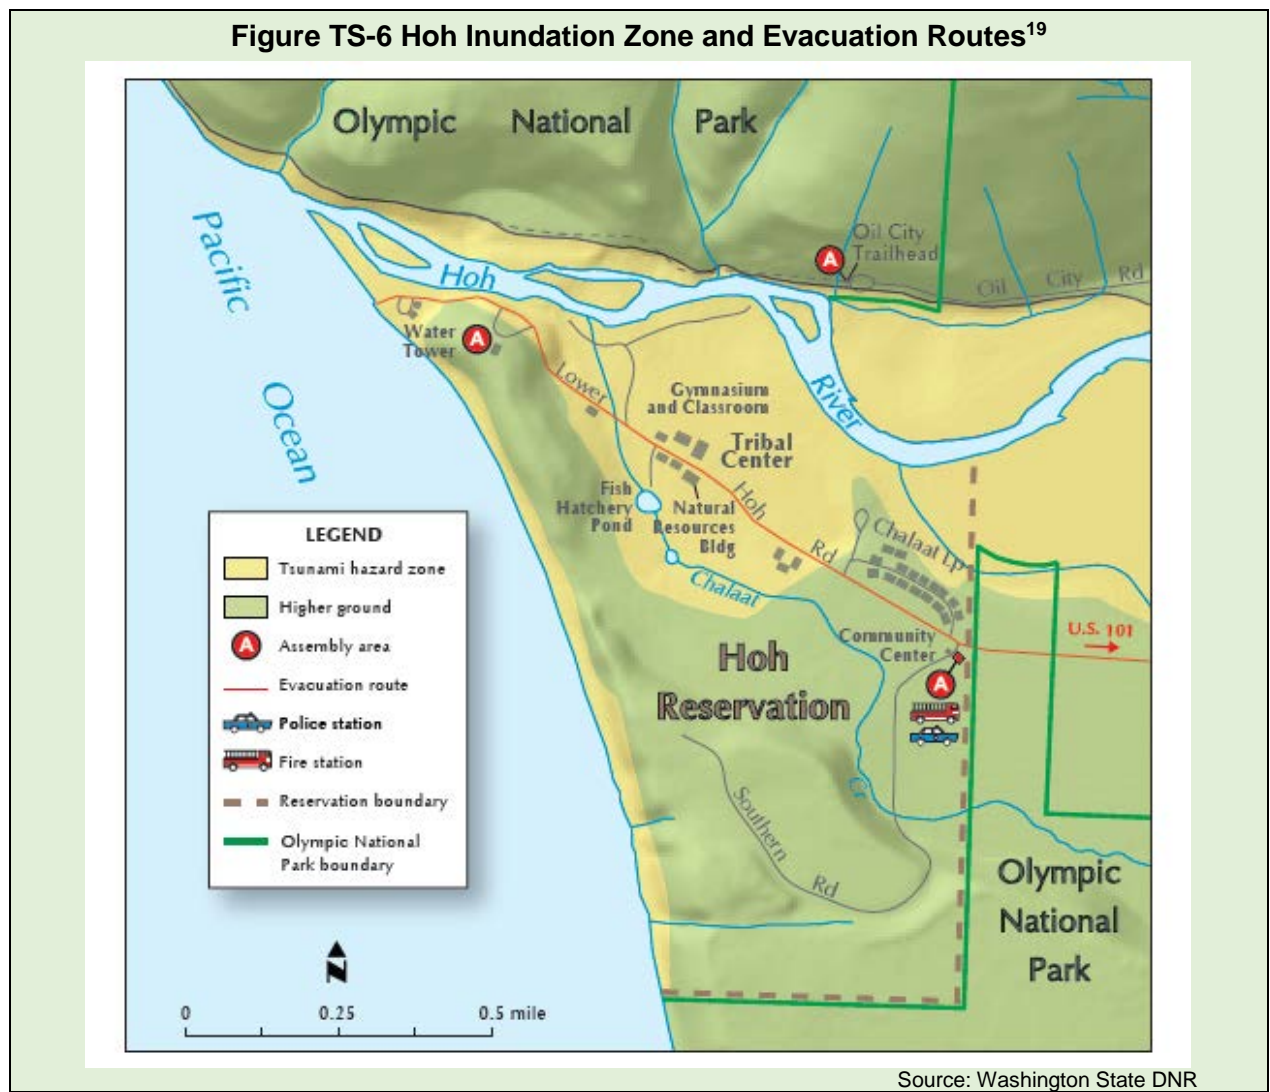 Figure TS-6 Hoh Inundation Zone and Evacuation Routes19
Olympic National Park
Pacific
Ocean
Hoh
River
A
Oil City
Trailhead
Oil City Rd
Water
Tower
A
Lower
Hoh
Rd
Gymnasium
and Classroom
Tribal
Center
Fish
Hatchery
Pond
Natural
Resources
Bldg
Chalaat Lp
Chalaat
Cr
Community
Center
A
U.S. 101
Hoh
Reservation
Southern
Rd
Olympic
National
Park
LEGEND
Tsunami hazard zone
Higher ground
A Assembly area
Evacuation route
Police station
Fire station
Reservation boundary
Olympic National
Park boundary
N
0 0.25 0.5 mile
Source: Washington State DNR